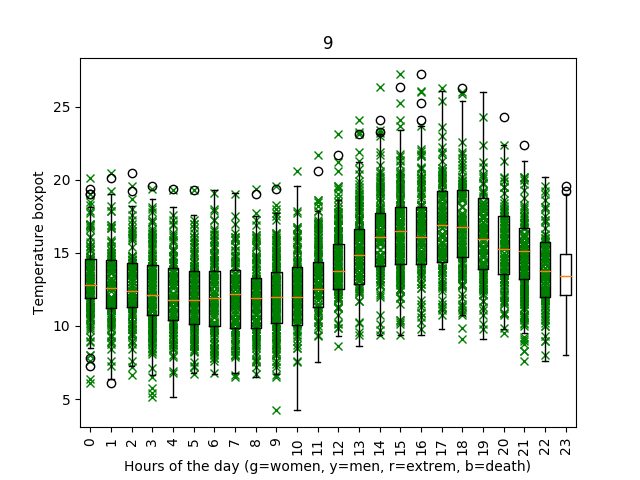 9
Temperature boxpot
25
20
15
10
5
0 1 2 3 4 5 6 7 8 9 10 11 12 13 14 15 16 17 18 19 20 21 22 23
Hours of the day (g=women, y=men, r=extrem, b=death)